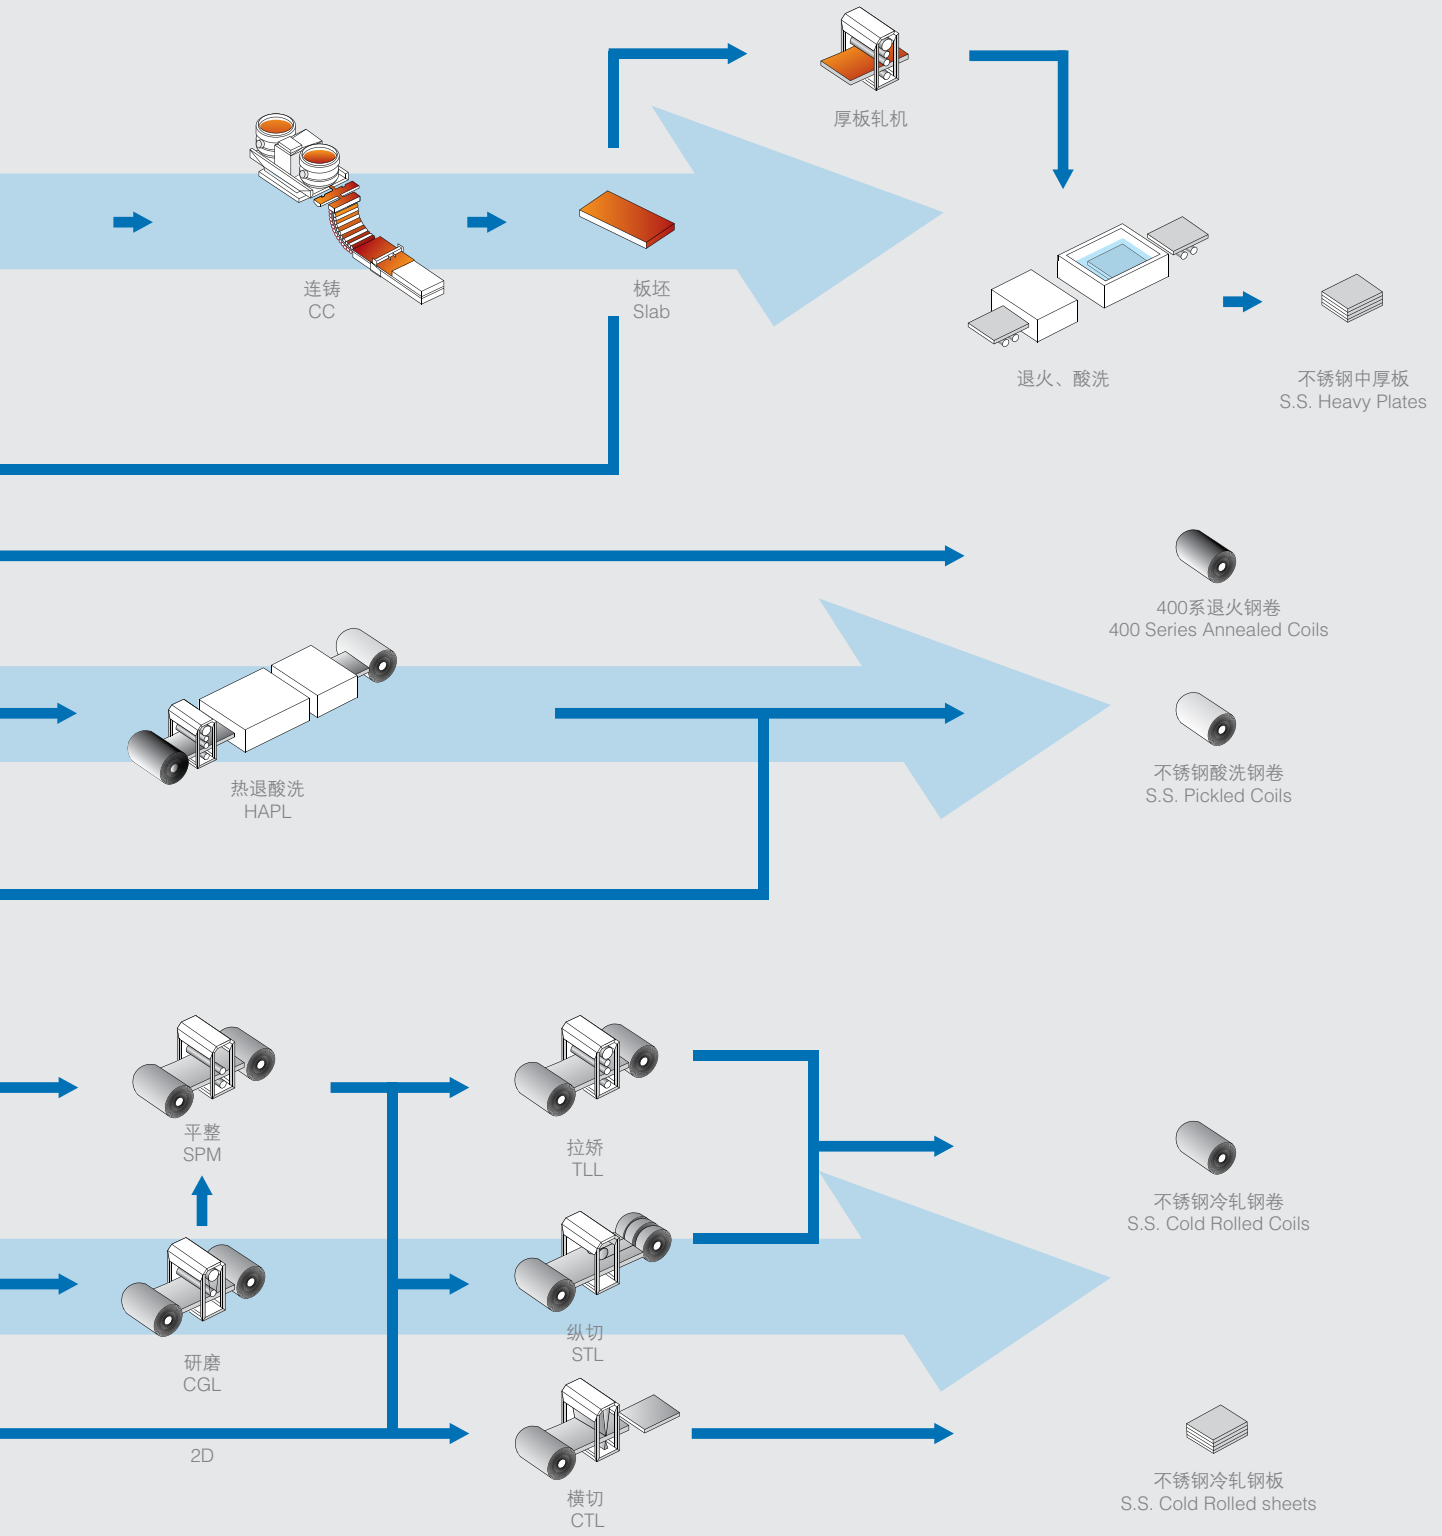 厚板轧机
连铸
CC
板坯
Slab
退火、酸洗
不锈钢中厚板
S.S. Heavy Plates
400系退火钢卷
400 Series Annealed Coils
不锈钢酸洗钢卷
S.S. Pickled Coils
热退酸洗
HAPL
平整
SPM
拉矫
TLL
不锈钢冷轧钢卷
S.S. Cold Rolled Coils
研磨
CGL
纵切
STL
2D
横切
CTL
不锈钢冷轧钢板
S.S. Cold Rolled sheets